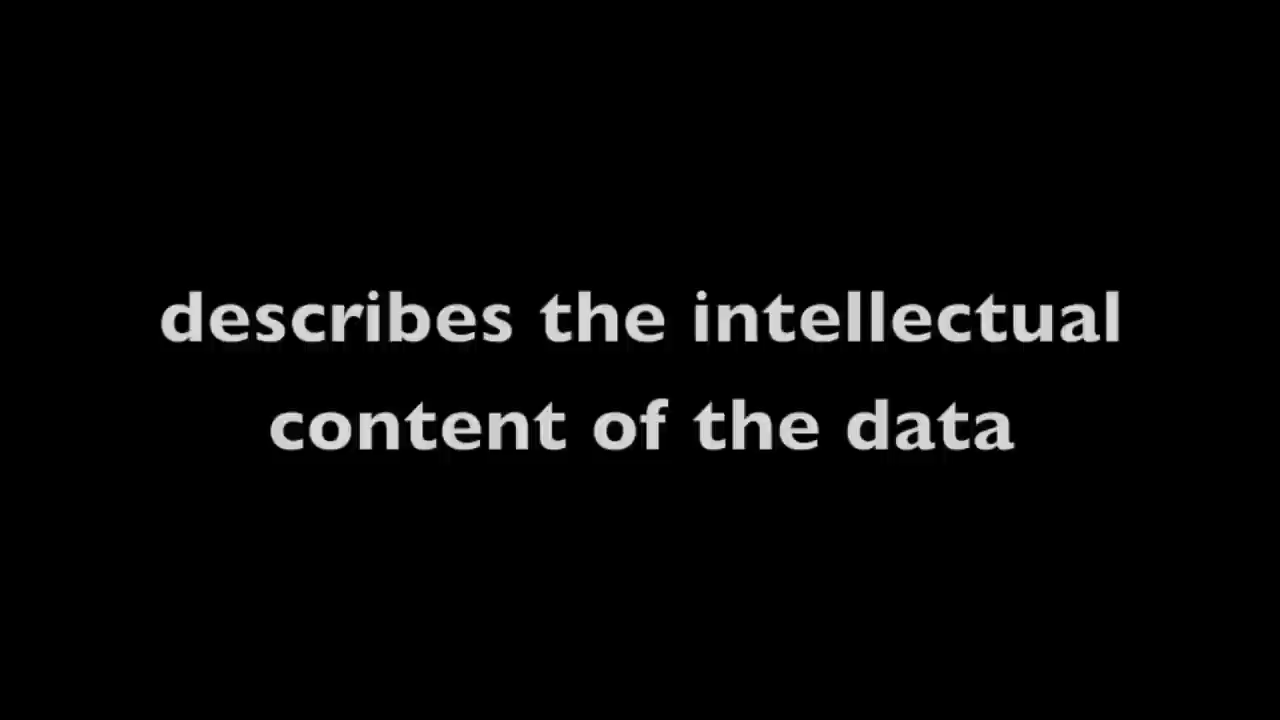 describes the intellectual
content of the data